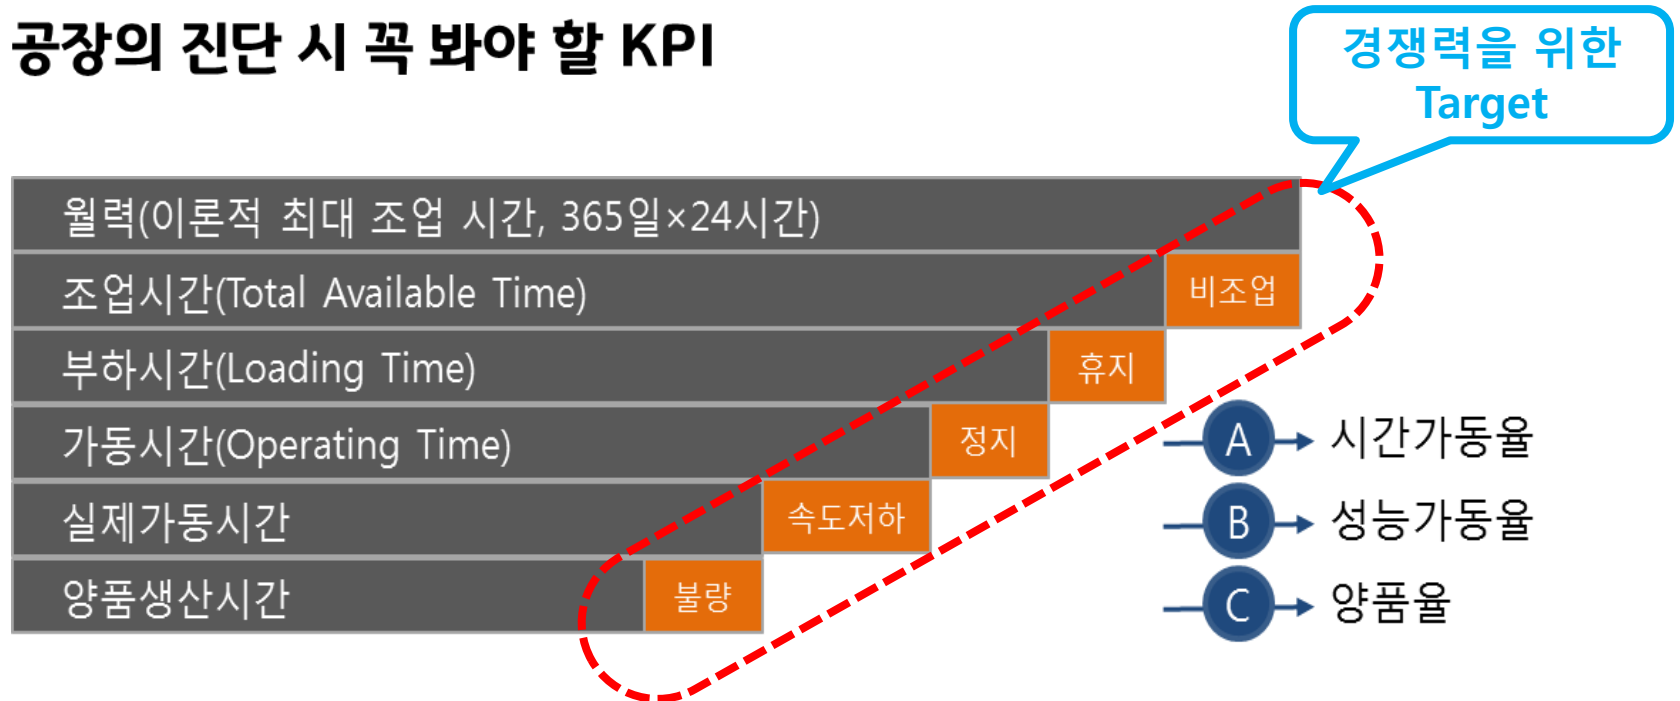 공장의 진단 시 꼭 봐야 할 KPI
경쟁력을 위한
Target
월력(이론적 최대 조업 시간, 365일×24시간)
조업시간(Total Available Time)
비조업
부하시간(Loading Time)
휴지
가동시간(Operating Time)
정지
실제가동시간
속도저하
양품생산시간
불량
A 시간가동율
B 성능가동율
C 양품율